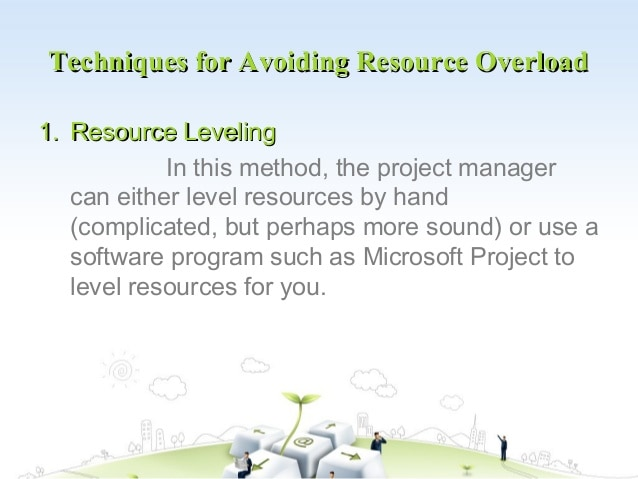 Techniques for Avoiding Resource Overload
1. Resource Leveling
In this method, the project manager
can either level resources by hand
(complicated, but perhaps more sound) or use a
software program such as Microsoft Project to
level resources for you.
@